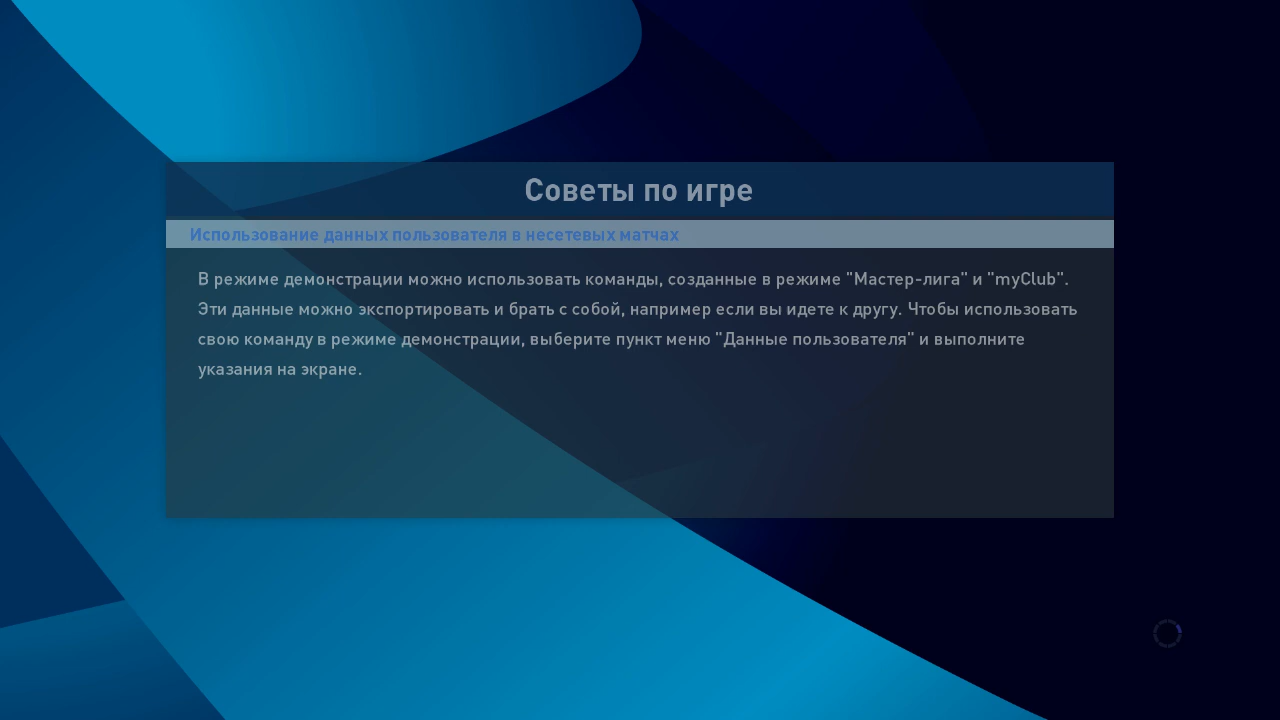 Советы по игре
Использование данных пользователя в несетевых матчах
В режиме демонстрации можно использовать команды, созданные в режиме "Мастер-лига" и "myClub".
Эти данные можно экспортировать и брать с собой, например если вы идете к другу. Чтобы использовать
свою команду в режиме демонстрации, выберите пункт меню "Данные пользователя" и выполните
указания на экране.